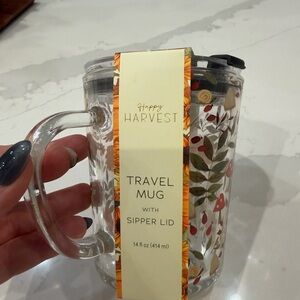 Happy
HARVEST
TRAVEL
MUG
WITH
SIPPER LID
14 fl oz (414 ml)